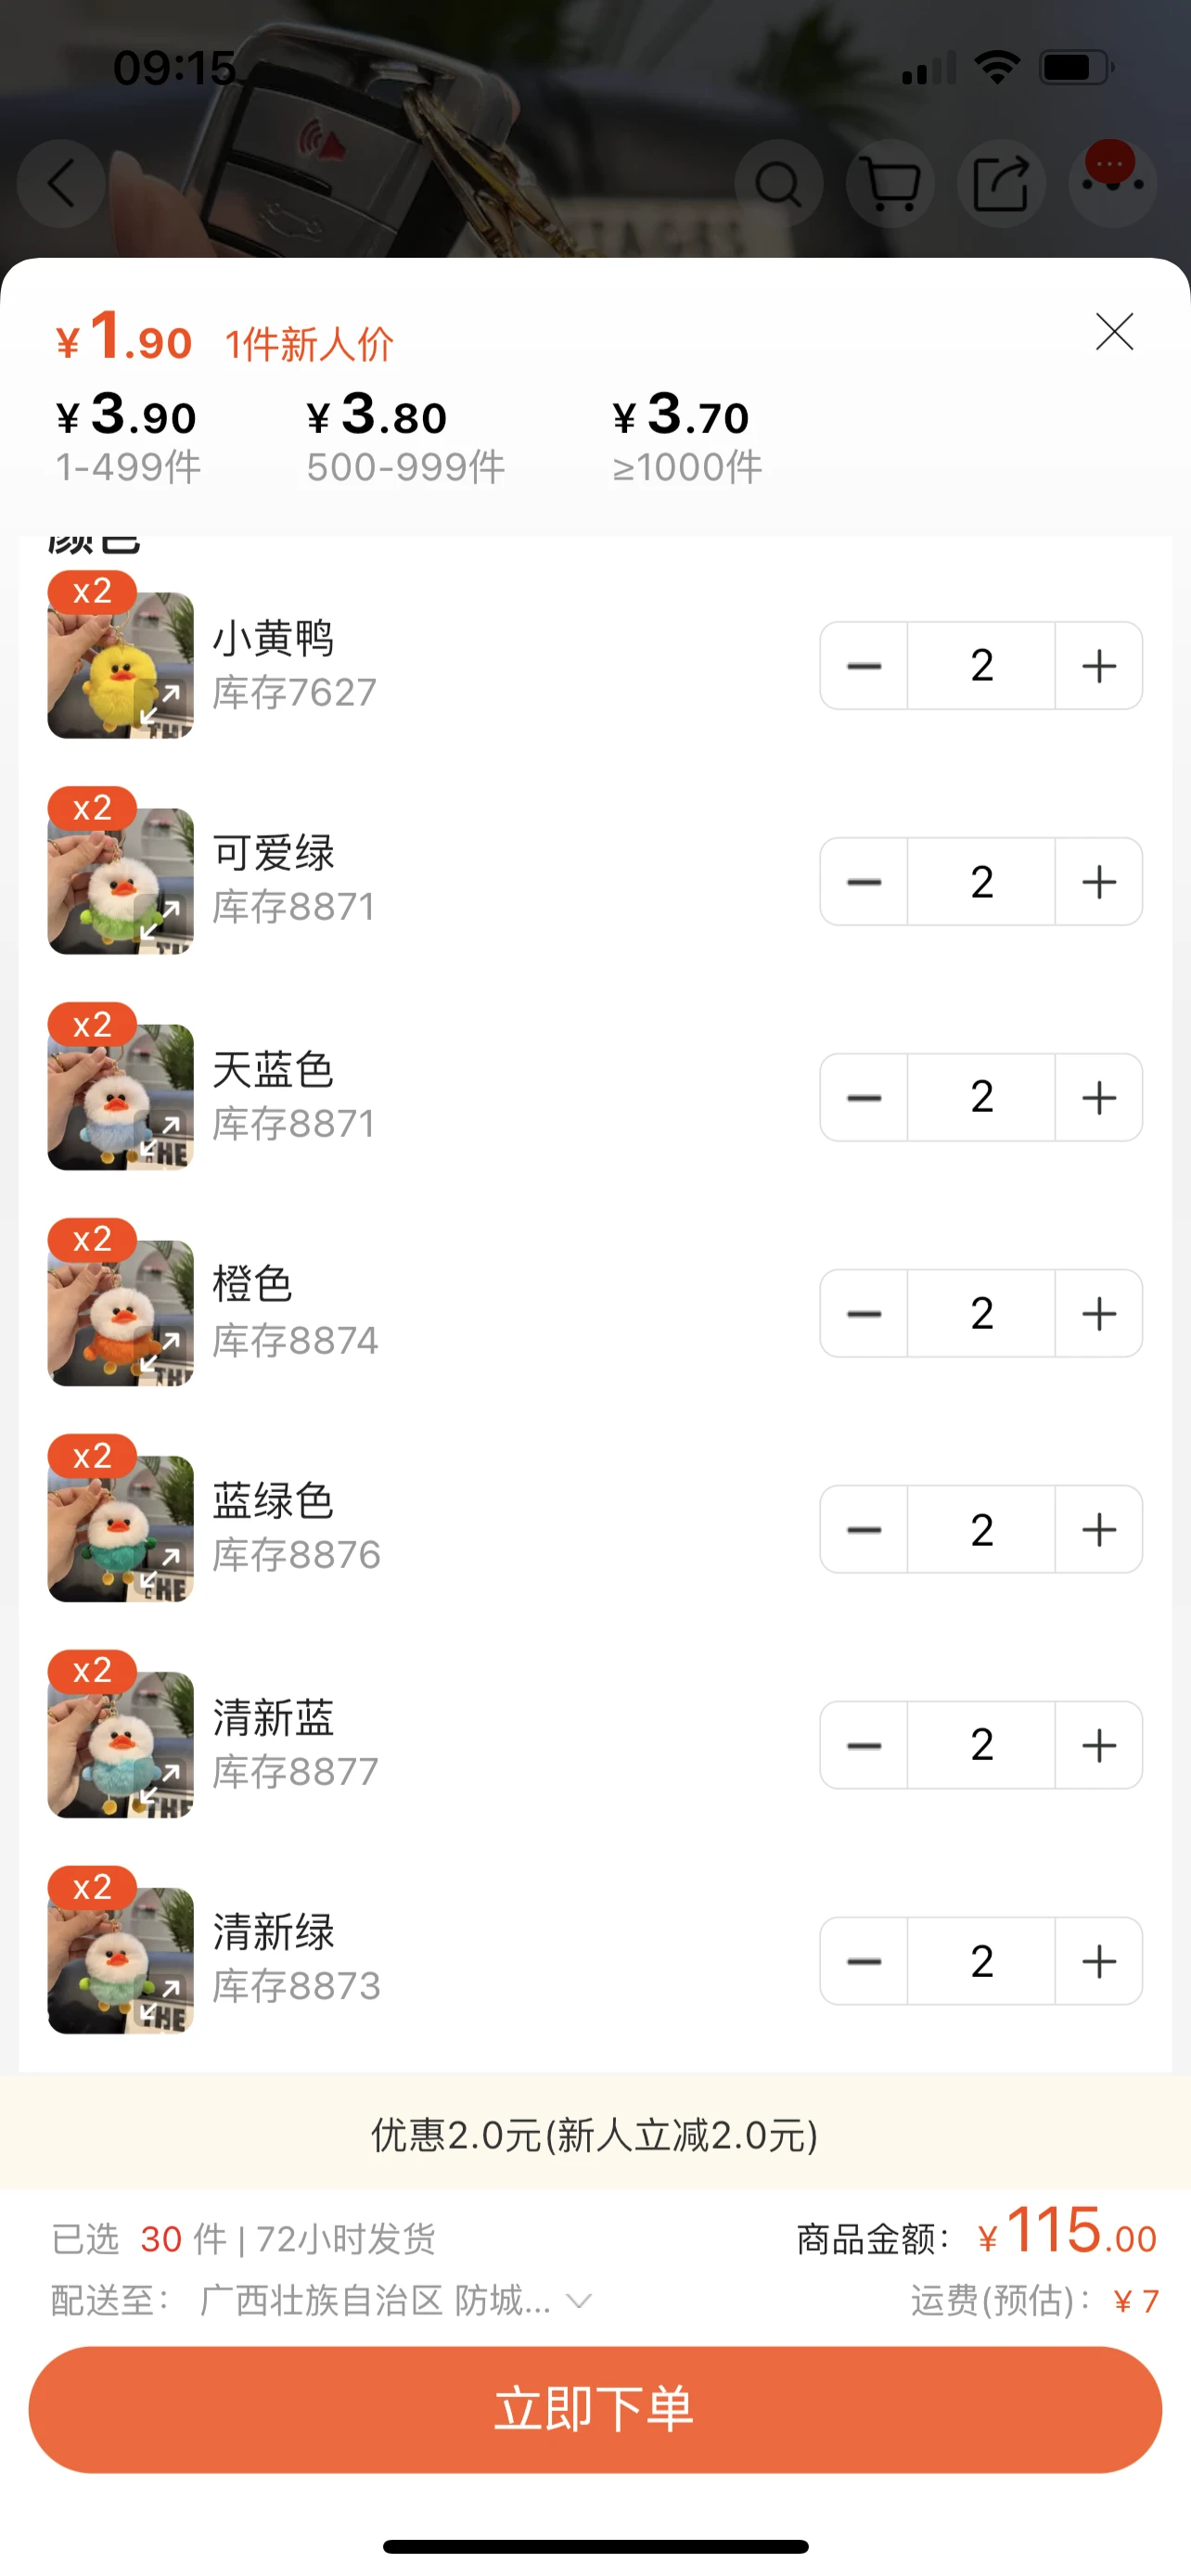 09:15
¥1.90 1件新人价
¥3.90 ¥3.80 ¥3.70
1-499件 500-999件 ≥1000件
颜色
x2
小黄鸭
库存7627
2
x2
可爱绿
库存8871
2
x2
天蓝色
库存8871
THE
2
x2
橙色
库存8874
2
x2
蓝绿色
库存8876
THE
2
x2
清新蓝
库存8877
THE
2
x2
清新绿
库存8873
THE
2
优惠2.0元(新人立减2.0元)
已选 30 件 | 72小时发货 商品金额: ¥115.00
配送至: 广西壮族自治区 防城... 运费(预估): ¥7
立即下单